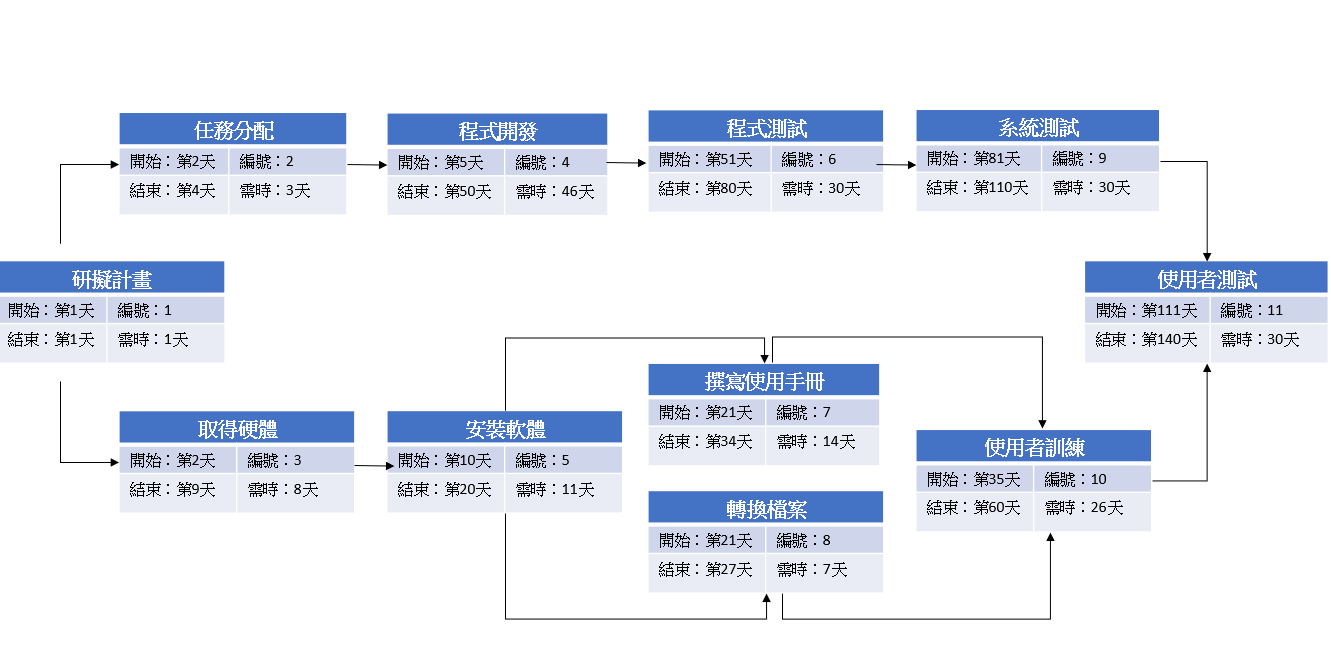 任務分配
開始：第2天 編號：2
結束：第4天 需時：3天
程式開發
開始：第5天 編號：4
結束：第50天 需時：46天
程式測試
開始：第51天 編號：6
結束：第80天 需時：30天
系統測試
開始：第81天 編號：9
結束：第110天 需時：30天
研擬計畫
開始：第1天 編號：1
結束：第1天 需時：1天
使用者測試
開始：第111天 編號：11
結束：第140天 需時：30天
取得硬體
開始：第2天 編號：3
結束：第9天 需時：8天
安裝軟體
開始：第10天 編號：5
結束：第20天 需時：11天
撰寫使用手冊
開始：第21天 編號：7
結束：第34天 需時：14天
轉換檔案
開始：第21天 編號：8
結束：第27天 需時：7天
使用者訓練
開始：第35天 編號：10
結束：第60天 需時：26天